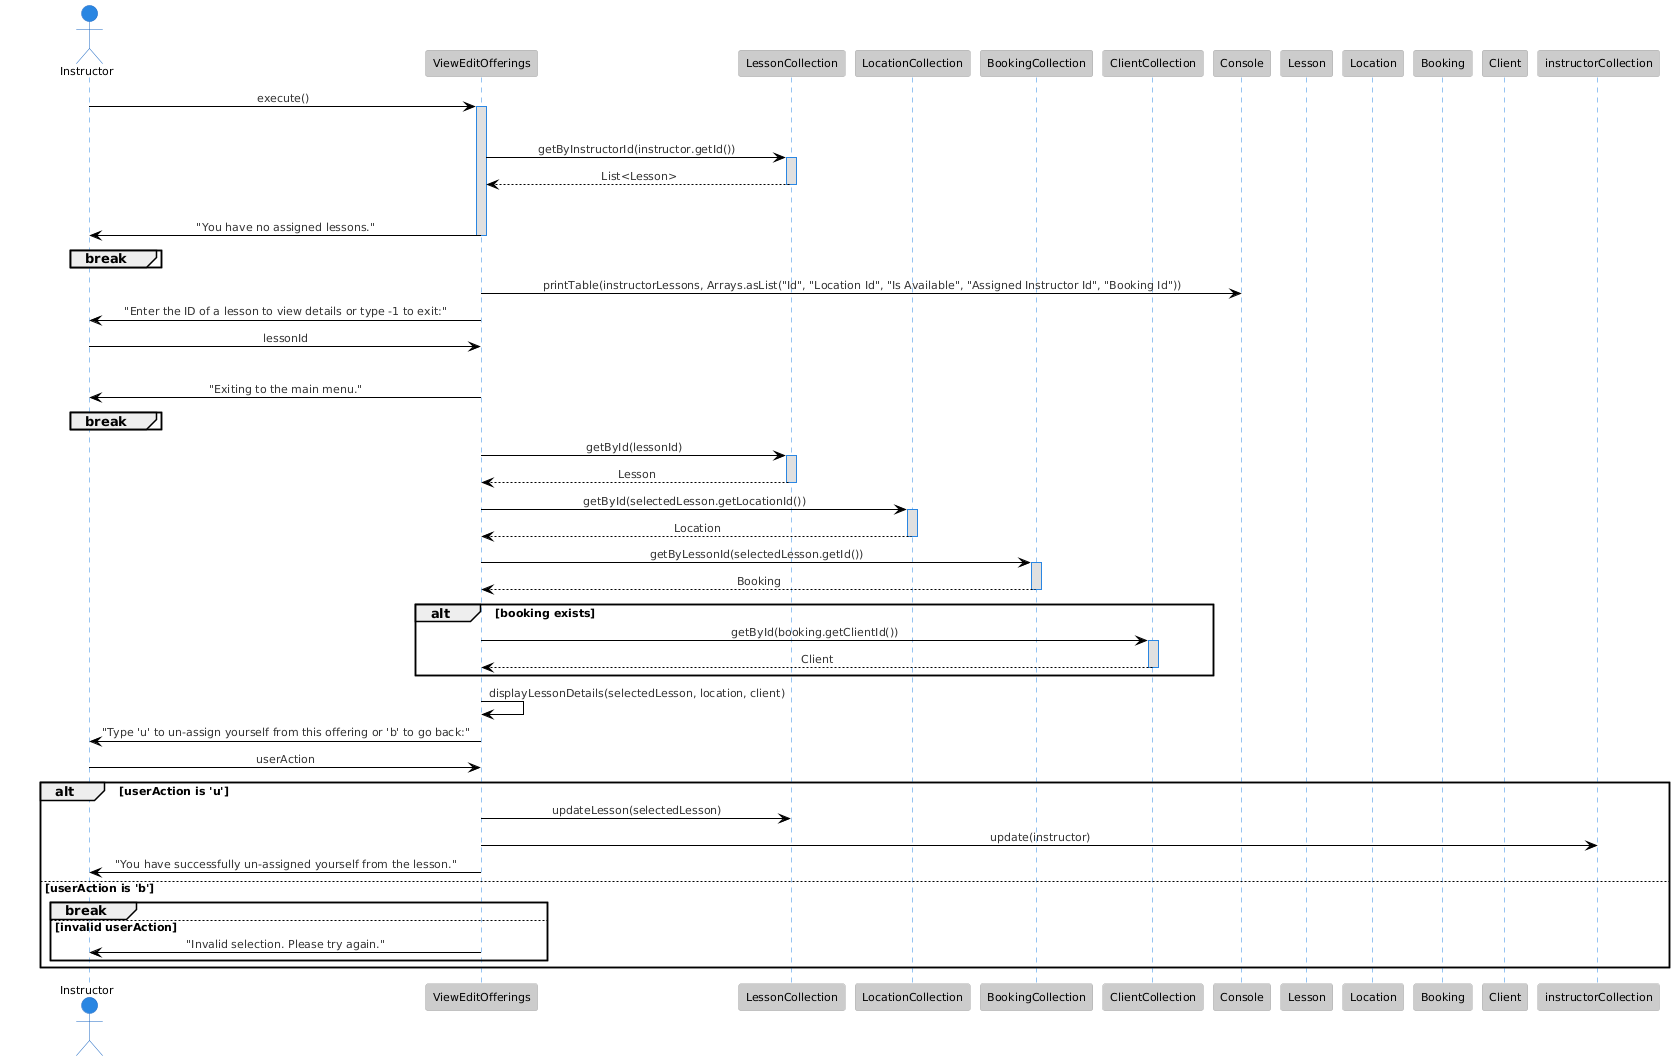 Instructor
ViewEditOfferings
LessonCollection
LocationCollection
BookingCollection
ClientCollection
Console
Lesson
Location
Booking
Client
instructorCollection
execute()
getByInstructorId(instructor.getId())
List<Lesson>
"You have no assigned lessons."
break
printTable(instructorLessons, Arrays.asList("Id", "Location Id", "Is Available", "Assigned Instructor Id", "Booking Id"))
"Enter the ID of a lesson to view details or type -1 to exit:"
lessonId
"Exiting to the main menu."
break
getById(lessonId)
Lesson
getById(selectedLesson.getLocationId())
Location
getByLessonId(selectedLesson.getId())
Booking
alt [booking exists]
getById(booking.getClientId())
Client
displayLessonDetails(selectedLesson, location, client)
"Type 'u' to un-assign yourself from this offering or 'b' to go back:"
userAction
alt [userAction is 'u']
updateLesson(selectedLesson)
update(instructor)
"You have successfully un-assigned yourself from the lesson."
[userAction is 'b']
break
[invalid userAction]
"Invalid selection. Please try again."
Instructor
ViewEditOfferings
LessonCollection
LocationCollection
BookingCollection
ClientCollection
Console
Lesson
Location
Booking
Client
instructorCollection